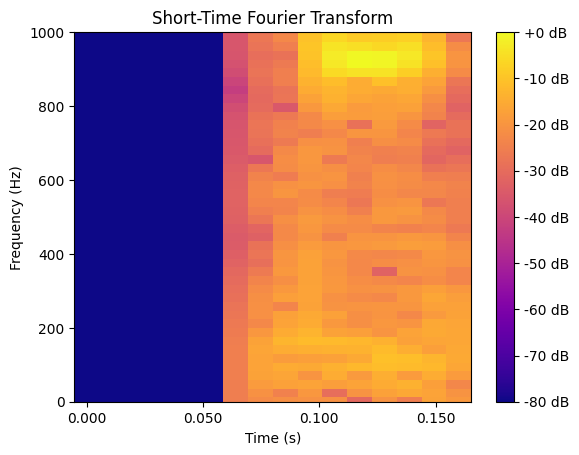 Short-Time Fourier Transform
Frequency (Hz)
1000
800
600
400
200
0
0.000 0.050 0.100 0.150
Time (s)
+0 dB
-10 dB
-20 dB
-30 dB
-40 dB
-50 dB
-60 dB
-70 dB
-80 dB